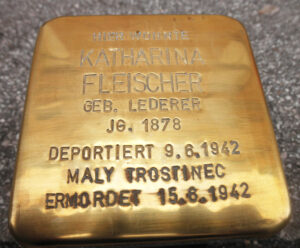 HIER WOHNTE
KATHARINA
FLEISCHER
GEB. LEDERER
JG. 1878
DEPORTIERT 9.6.1942
MALY TROSTINEC
ERMORDET 15.6.1942